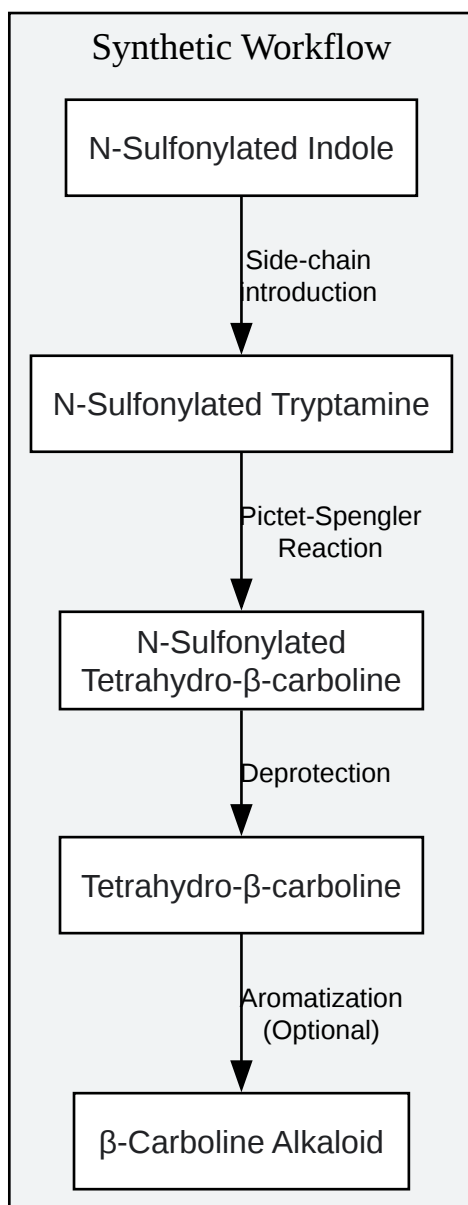 Synthetic Workflow
N-Sulfonylated Indole
Side-chain
introduction
N-Sulfonylated Tryptamine
Pictet-Spengler
Reaction
N-Sulfonylated
Tetrahydro-β-carboline
Deprotection
Tetrahydro-β-carboline
Aromatization
(Optional)
β-Carboline Alkaloid